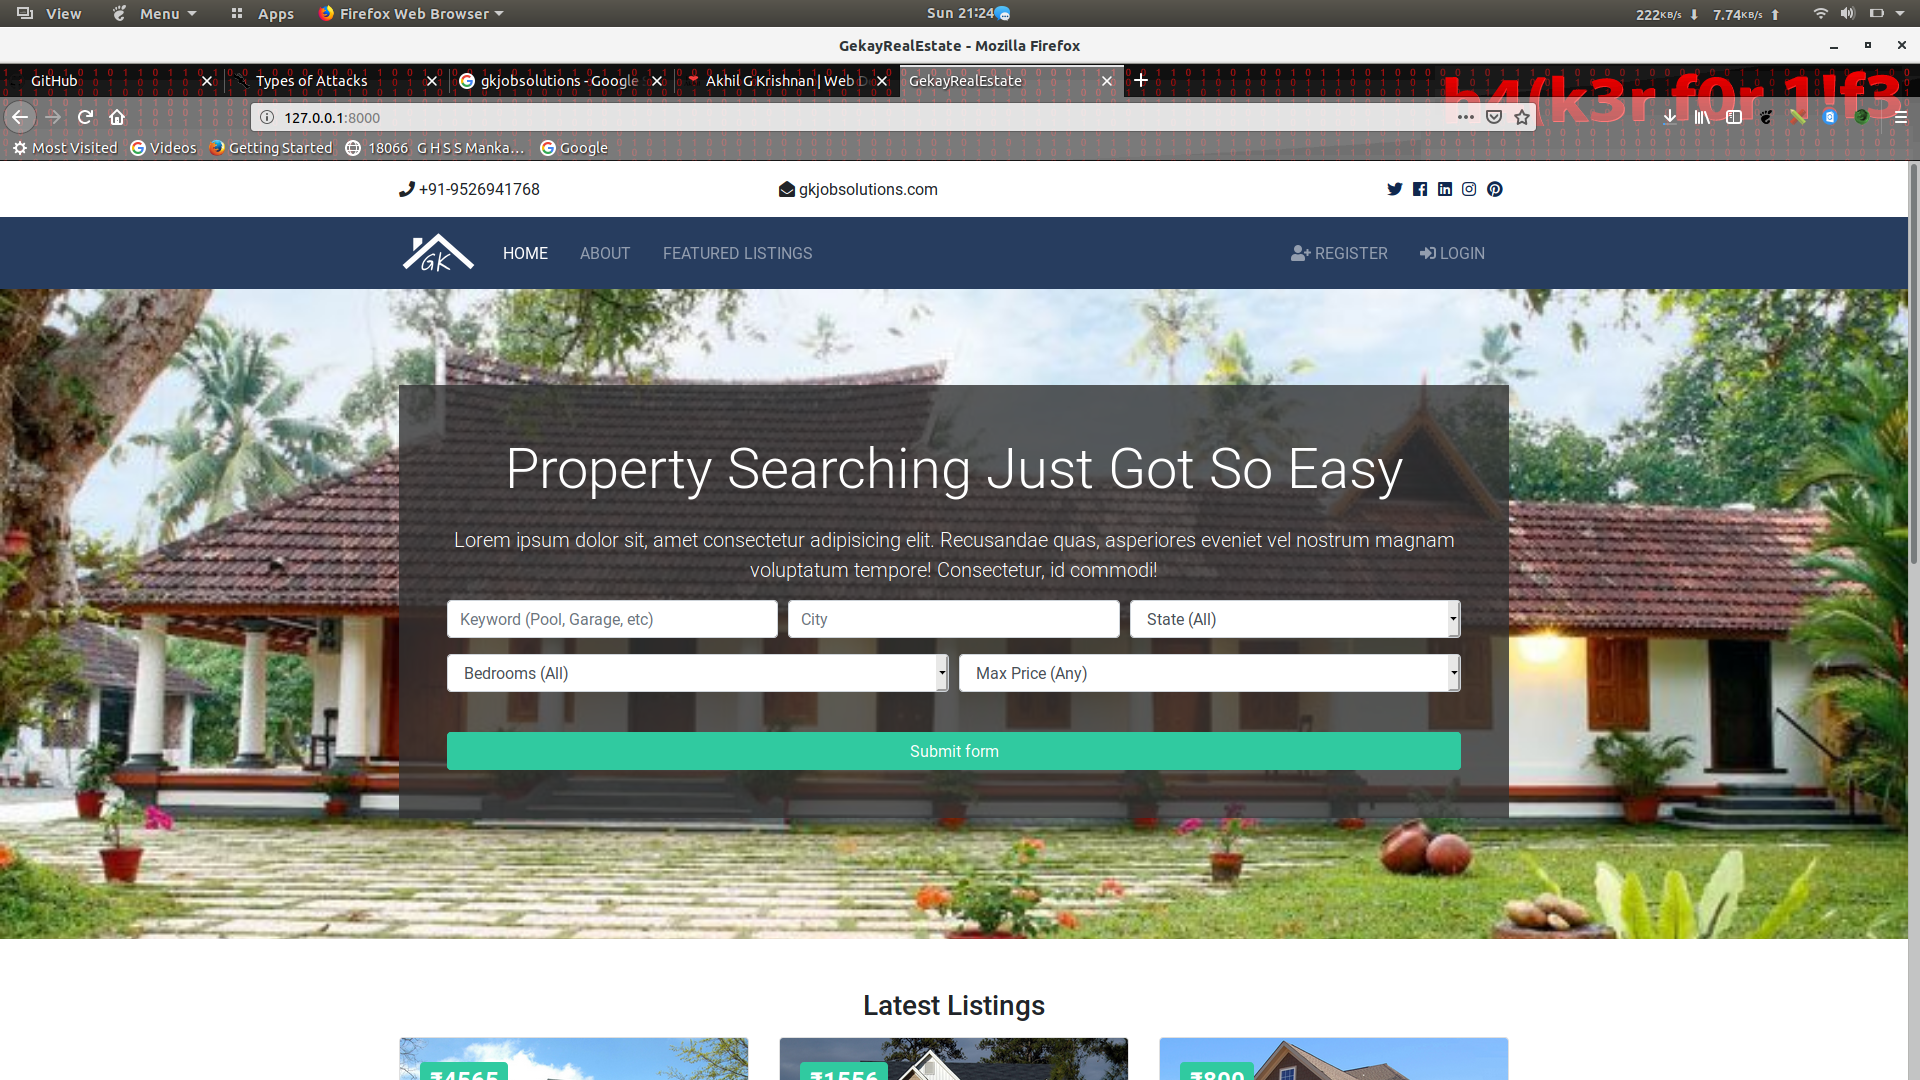 View Menu Apps Firefox Web Browser Sun 21:24 222KB/s 7.74KB/s
GekayRealEstate - Mozilla Firefox
GitHub Types of Attacks gkjobsolutions - Google Akhil G Krishnan | Web D GekayRealEstate
h4(k3r f0r 1!f3
127.0.0.1:8000
Most Visited Videos Getting Started 18066 G H S S Manka... Google
+91-9526941768 gkjobsolutions.com
GK HOME ABOUT FEATURED LISTINGS REGISTER LOGIN
Property Searching Just Got So Easy
Lorem ipsum dolor sit, amet consectetur adipisicing elit. Recusandae quas, asperiores eveniet vel nostrum magnam
voluptatum tempore! Consectetur, id commodi!
Keyword (Pool, Garage, etc) City State (All)
Bedrooms (All) Max Price (Any)
Submit form
Latest Listings
₹4565 ₹1556 ₹800